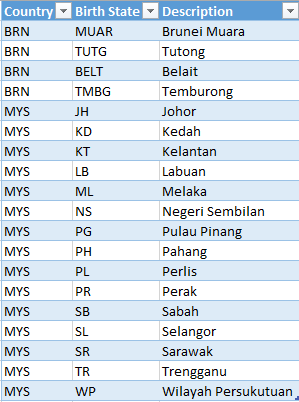 Country Birth State Description
BRN MUAR Brunei Muara
BRN TUTG Tutong
BRN BELT Belait
BRN TMBG Temburong
MYS JH Johor
MYS KD Kedah
MYS KT Kelantan
MYS LB Labuan
MYS ML Melaka
MYS NS Negeri Sembilan
MYS PG Pulau Pinang
MYS PH Pahang
MYS PL Perlis
MYS PR Perak
MYS SB Sabah
MYS SL Selangor
MYS SR Sarawak
MYS TR Trengganu
MYS WP Wilayah Persukutuan